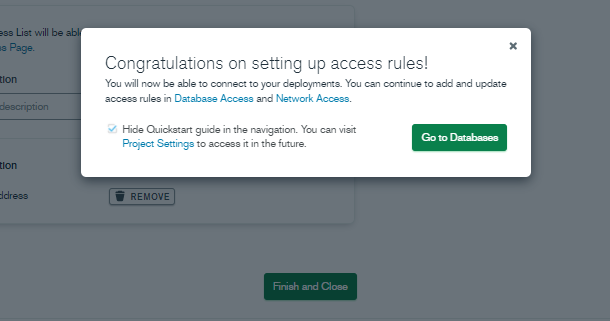 ess List will be abl
ss Page.
Congratulations on setting up access rules!
You will now be able to connect to your deployments. You can continue to add and update
access rules in Database Access and Network Access.
tion
description
Hide Quickstart guide in the navigation. You can visit
Project Settings to access it in the future.
Go to Databases
tion
ddress
REMOVE
Finish and Close